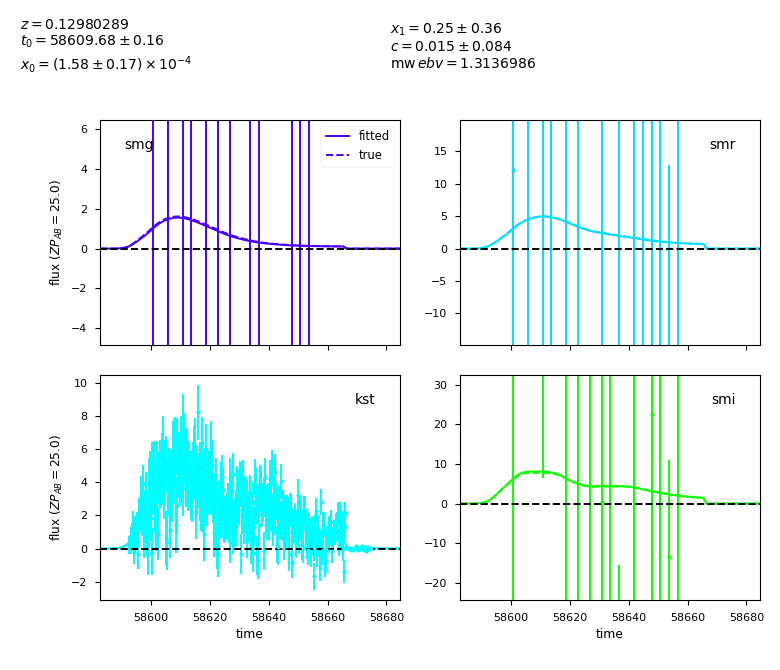 z = 0.12980289
t₀ = 58609.68 ± 0.16
x₀ = (1.58 ± 0.17) × 10⁻⁴
x₁ = 0.25 ± 0.36
c = 0.015 ± 0.084
mw ebv = 1.3136986
smg
fitted
true
flux (ZP_AB = 25.0)
6
4
2
0
−2
−4
smr
15
10
5
0
−5
−10
kst
flux (ZP_AB = 25.0)
10
8
6
4
2
0
−2
58600 58620 58640 58660 58680
time
smi
30
20
10
0
−10
−20
58600 58620 58640 58660 58680
time